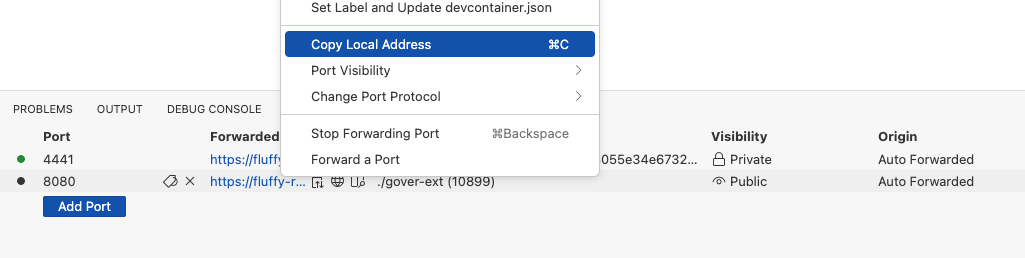 Set Label and Update devcontainer.json
Copy Local Address ⌘C
Port Visibility
Change Port Protocol
Stop Forwarding Port ⌘Backspace
Forward a Port
PROBLEMS OUTPUT DEBUG CONSOLE
Port Forwarded Visibility Origin
4441 https://fluffy- 055e34e6732... Private Auto Forwarded
8080 https://fluffy-r... ./gover-ext (10899) Public Auto Forwarded
Add Port